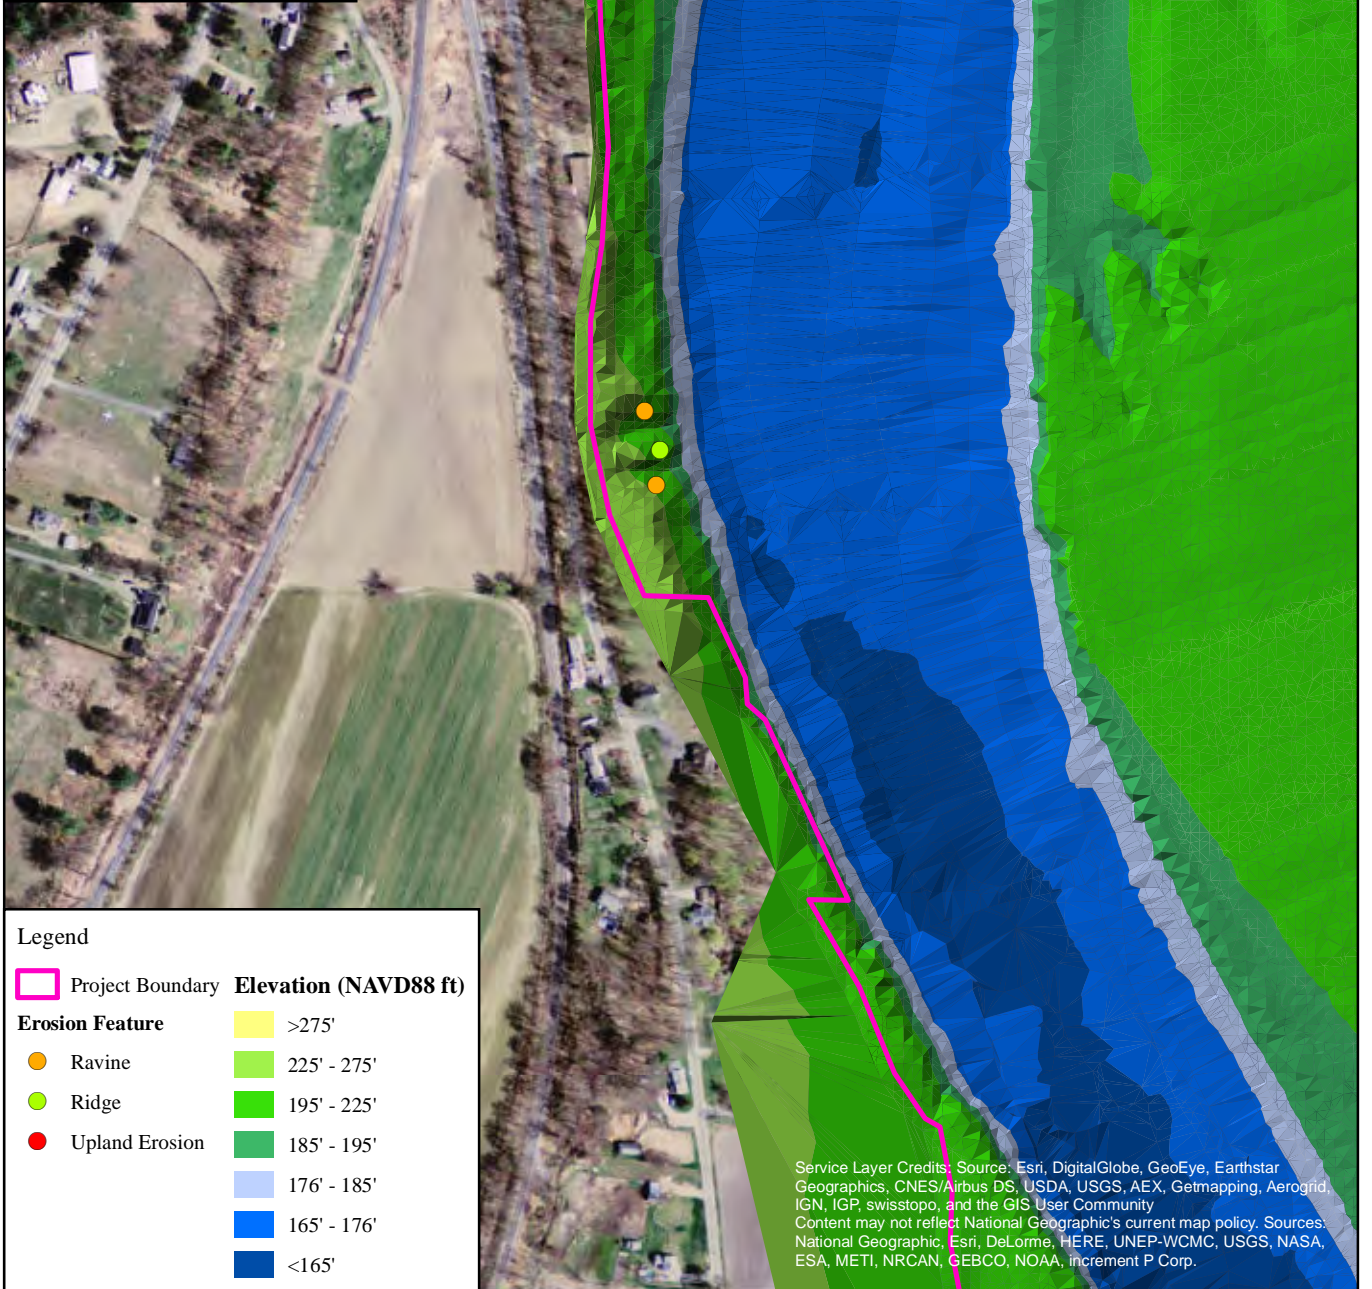 Legend
Project Boundary
Erosion Feature
Ravine
Ridge
Upland Erosion
Elevation (NAVD88 ft)
>275'
225' - 275'
195' - 225'
185' - 195'
176' - 185'
165' - 176'
<165'
Service Layer Credits: Source: Esri, DigitalGlobe, GeoEye, Earthstar
Geographics, CNES/Airbus DS, USDA, USGS, AEX, Getmapping, Aerogrid,
IGN, IGP, swisstopo, and the GIS User Community
Content may not reflect National Geographic's current map policy. Sources:
National Geographic, Esri, DeLorme, HERE, UNEP-WCMC, USGS, NASA,
ESA, METI, NRCAN, GEBCO, NOAA, increment P Corp.